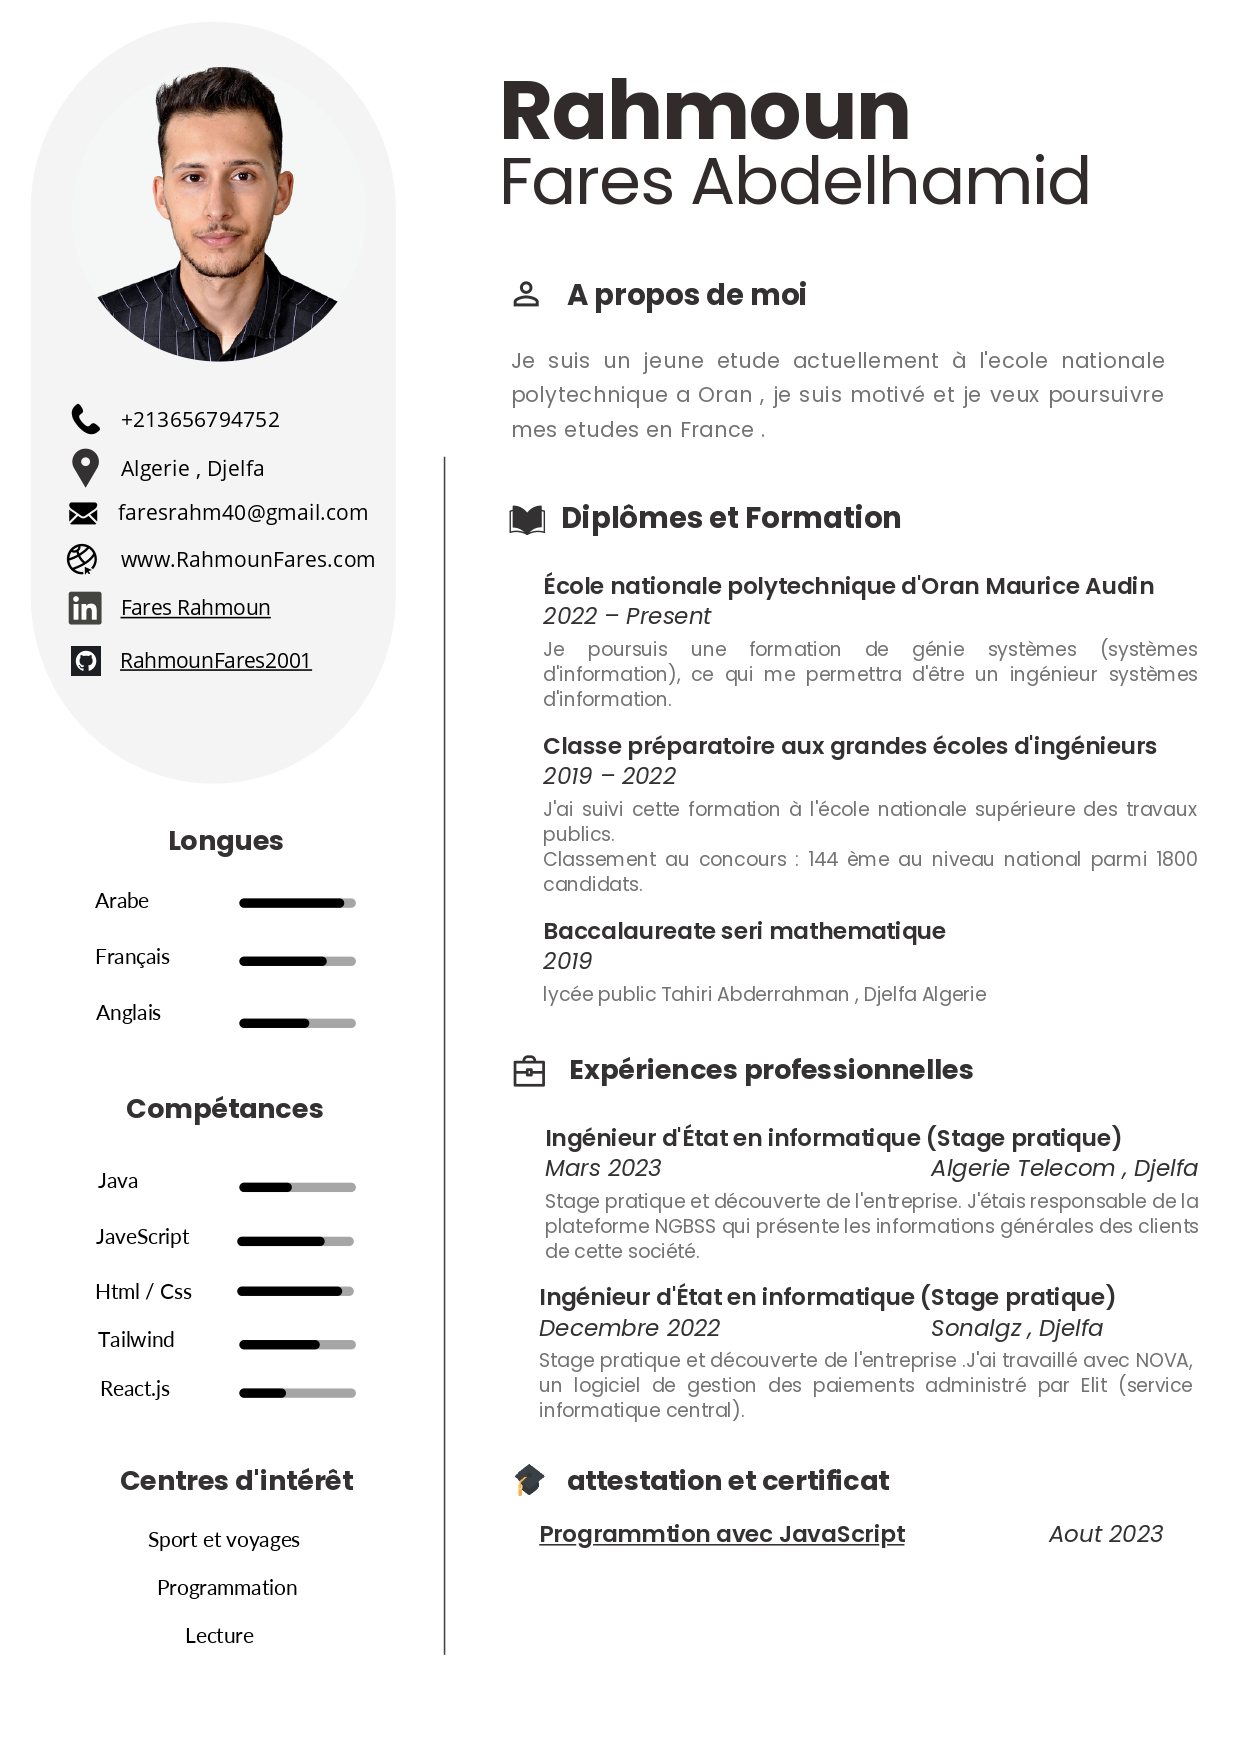 Rahmoun
Fares Abdelhamid
+213656794752
Algerie , Djelfa
faresrahm40@gmail.com
www.RahmounFares.com
Fares Rahmoun
RahmounFares2001
Longues
Arabe
Français
Anglais
Compétances
Java
JaveScript
Html / Css
Tailwind
React.js
Centres d'intérêt
Sport et voyages
Programmation
Lecture
A propos de moi
Je suis un jeune etude actuellement à l'ecole nationale
polytechnique a Oran , je suis motivé et je veux poursuivre
mes etudes en France .
Diplômes et Formation
École nationale polytechnique d'Oran Maurice Audin
2022 – Present
Je poursuis une formation de génie systèmes (systèmes
d'information), ce qui me permettra d'être un ingénieur systèmes
d'information.
Classe préparatoire aux grandes écoles d'ingénieurs
2019 – 2022
J'ai suivi cette formation à l'école nationale supérieure des travaux
publics.
Classement au concours : 144 ème au niveau national parmi 1800
candidats.
Baccalaureate seri mathematique
2019
lycée public Tahiri Abderrahman , Djelfa Algerie
Expériences professionnelles
Ingénieur d'État en informatique (Stage pratique)
Mars 2023 Algerie Telecom , Djelfa
Stage pratique et découverte de l'entreprise. J'étais responsable de la
plateforme NGBSS qui présente les informations générales des clients
de cette société.
Ingénieur d'État en informatique (Stage pratique)
Decembre 2022 Sonalgz , Djelfa
Stage pratique et découverte de l'entreprise .J'ai travaillé avec NOVA,
un logiciel de gestion des paiements administré par Elit (service
informatique central).
attestation et certificat
Programmtion avec JavaScript Aout 2023